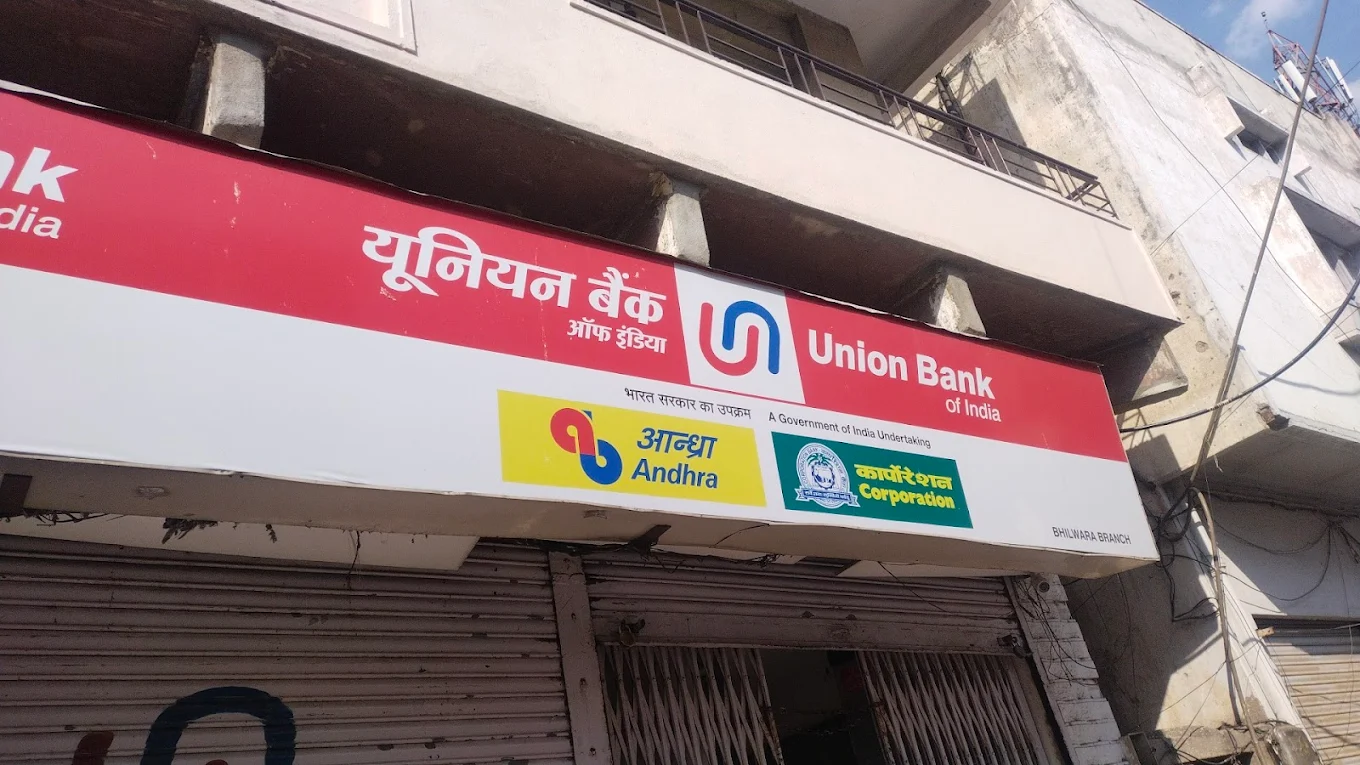 nk
dia
यूनियन बैंक
ऑफ इंडिया
Union Bank
of India
भारत सरकार का उपक्रम A Government of India Undertaking
आन्ध्रा
Andhra
कार्पोरेशन
Corporation
BHILWARA BRANCH